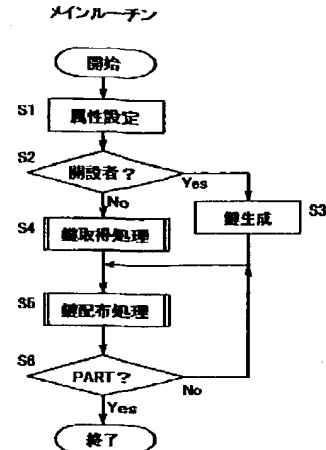 メインルーチン
開始
S1
属性設定
S2
開設者？
Yes
No
S3
鍵生成
S4
鍵取得処理
S5
鍵配布処理
S6
PART？
No
Yes
終了